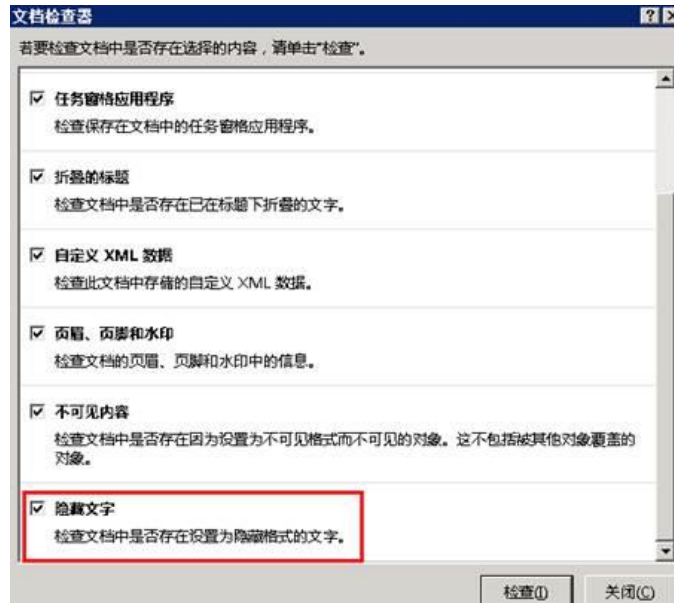 文档检查器
若要检查文档中是否存在选择的内容，请单击“检查”。
任务窗格应用程序
检查保存在文档中的任务窗格应用程序。
折叠的标题
检查文档中是否存在已在标题下折叠的文字。
自定义 XML 数据
检查此文档中存储的自定义 XML 数据。
页眉、页脚和水印
检查文档的页眉、页脚和水印中的信息。
不可见内容
检查文档中是否存在因为设置为不可见格式而不可见的对象。这不包括被其他对象覆盖的
对象。
隐藏文字
检查文档中是否存在设置为隐藏格式的文字。
检查(I) 关闭(C)